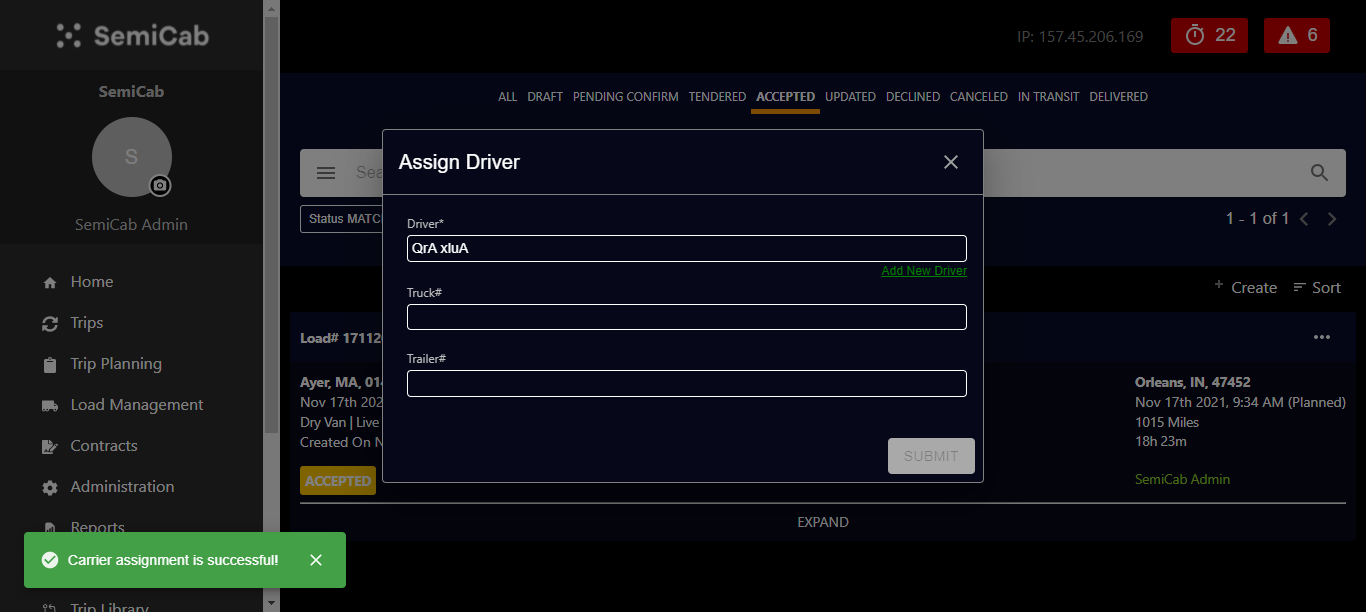 SemiCab
SemiCab
S
SemiCab Admin
Home
Trips
Trip Planning
Load Management
Contracts
Administration
Reports
Trip Library
Carrier assignment is successful!
IP: 157.45.206.169
22
6
ALL DRAFT PENDING CONFIRM TENDERED ACCEPTED UPDATED DECLINED CANCELED IN TRANSIT DELIVERED
Status MATC
1 - 1 of 1
+ Create
Sort
Load# 17112
Ayer, MA, 01
Nov 17th 202
Dry Van | Live
Created On N
ACCEPTED
Orleans, IN, 47452
Nov 17th 2021, 9:34 AM (Planned)
1015 Miles
18h 23m
SemiCab Admin
EXPAND
Assign Driver
Driver*
QrA xIuA
Add New Driver
Truck#
Trailer#
SUBMIT